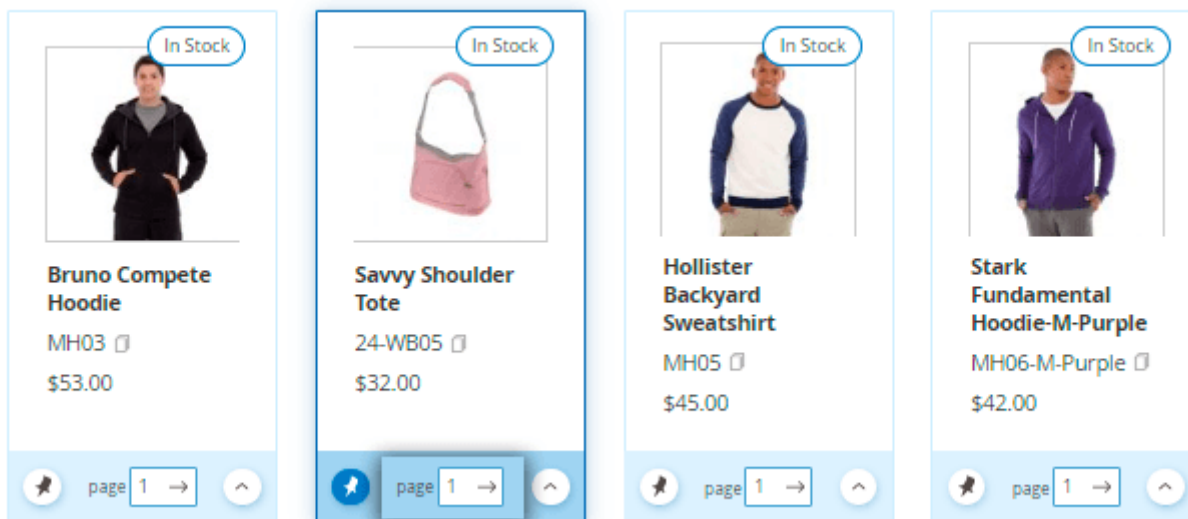 In Stock
Bruno Compete
Hoodie
MH03
$53.00
page 1
In Stock
Savvy Shoulder
Tote
24-WB05
$32.00
page 1
In Stock
Hollister
Backyard
Sweatshirt
MH05
$45.00
page 1
In Stock
Stark
Fundamental
Hoodie-M-Purple
MH06-M-Purple
$42.00
page 1